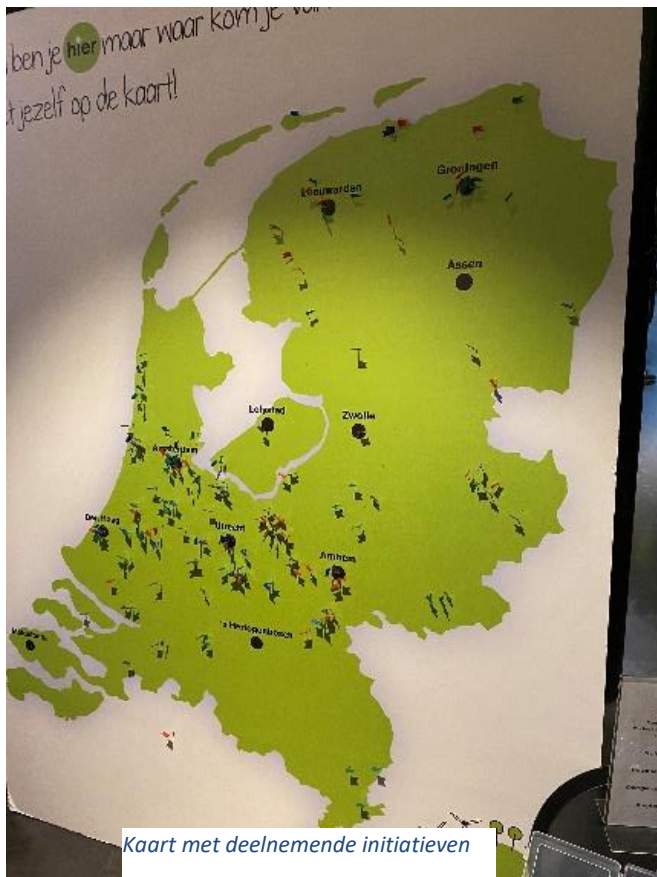 ben je hier maar waar kom je
jezelf op de kaart!
Groningen
Leeuwarden
Assen
Lelystad
Zwolle
Amsterdam
Den Haag
Utrecht
Arnhem
's Hertogenbosch
Kaart met deelnemende initiatieven